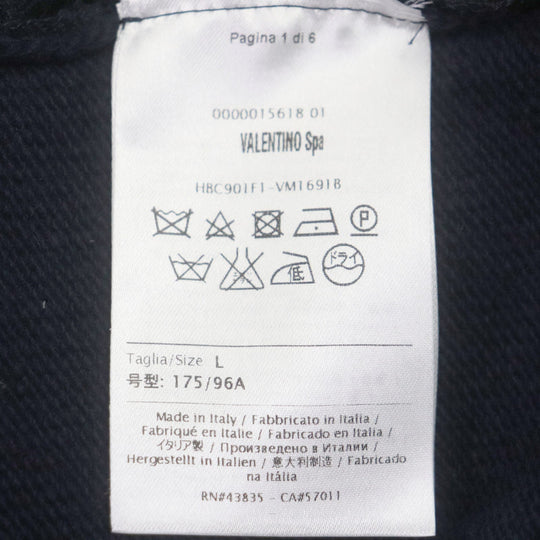 Pagina 1 di 6
0000015618 01
VALENTINO Spa
HBC901F1-VM1691B
P
低 ドライ
Taglia/Size L
号型: 175/96A
Made in Italy / Fabbricato in Italia /
Fabriqué en Italie / Fabricado en Italia /
イタリア製 / Произведено в Италии /
Hergestellt in Italien / 意大利制造 / Fabricado
na Itália
RN#43835 - CA#57011